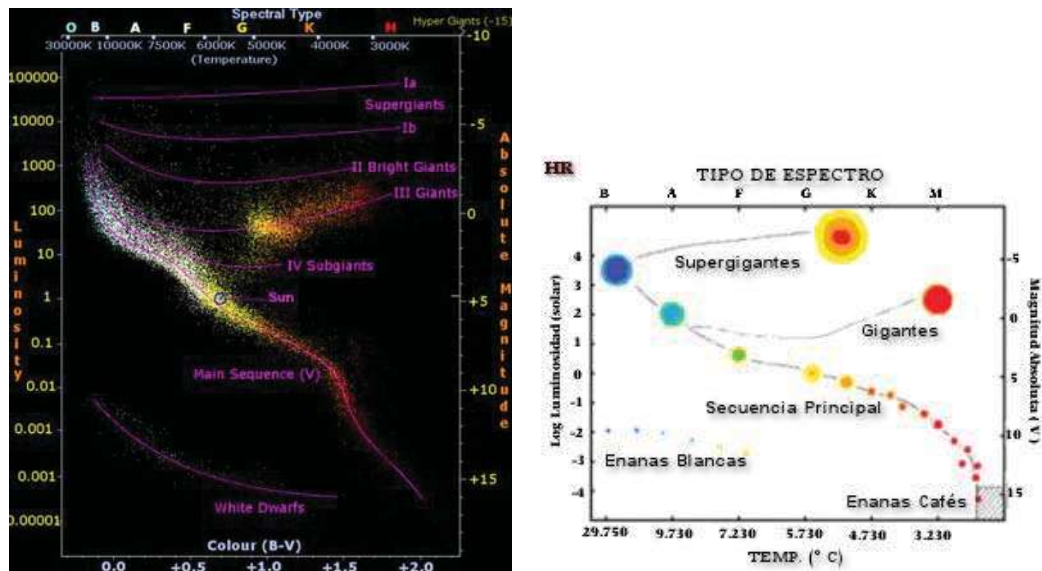 Spectral Type
Hyper Giants (-15)
O B A F G K M
-10
30000K 10000K 7500K 6000K 5000K 4000K 3000K
(Temperature)
100000
Ia
Supergiants
10000
Ib
-5
1000
II Bright Giants
III Giants
100
0
10
IV Subgiants
1
Sun
+5
0.1
Main Sequence (V)
0.01
+10
0.001
0.001
+15
White Dwarfs
0.00001
Luminosity
Absolute Magnitude
Colour (B-V)
0.0 +0.5 +1.0 +1.5 +2.0
HR
TIPO DE ESPECTRO
B A F G K M
4
Supergigantes
-5
3
2
Gigantes
0
1
0
5
Secuencia Principal
-1
-2
10
Enanas Blancas
-3
Enanas Cafés
-4
15
Log Luminosidad (solar)
Magnitud Absoluta (V)
29.750 9.730 7.230 5.730 4.730 3.230
TEMP. (° C)